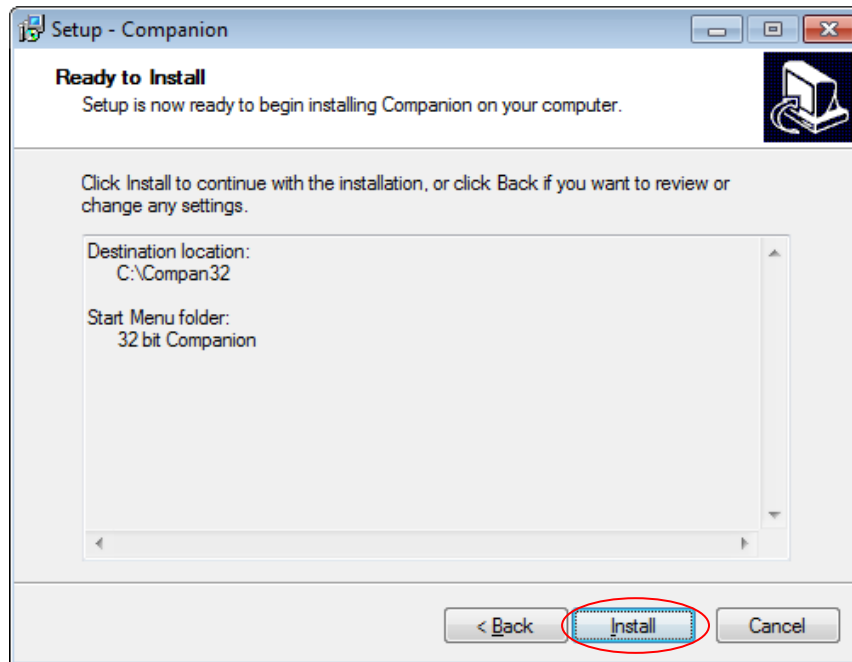 Setup - Companion
Ready to Install
Setup is now ready to begin installing Companion on your computer.
Click Install to continue with the installation, or click Back if you want to review or
change any settings.
Destination location:
C:\Compan32
Start Menu folder:
32 bit Companion
< Back Install Cancel